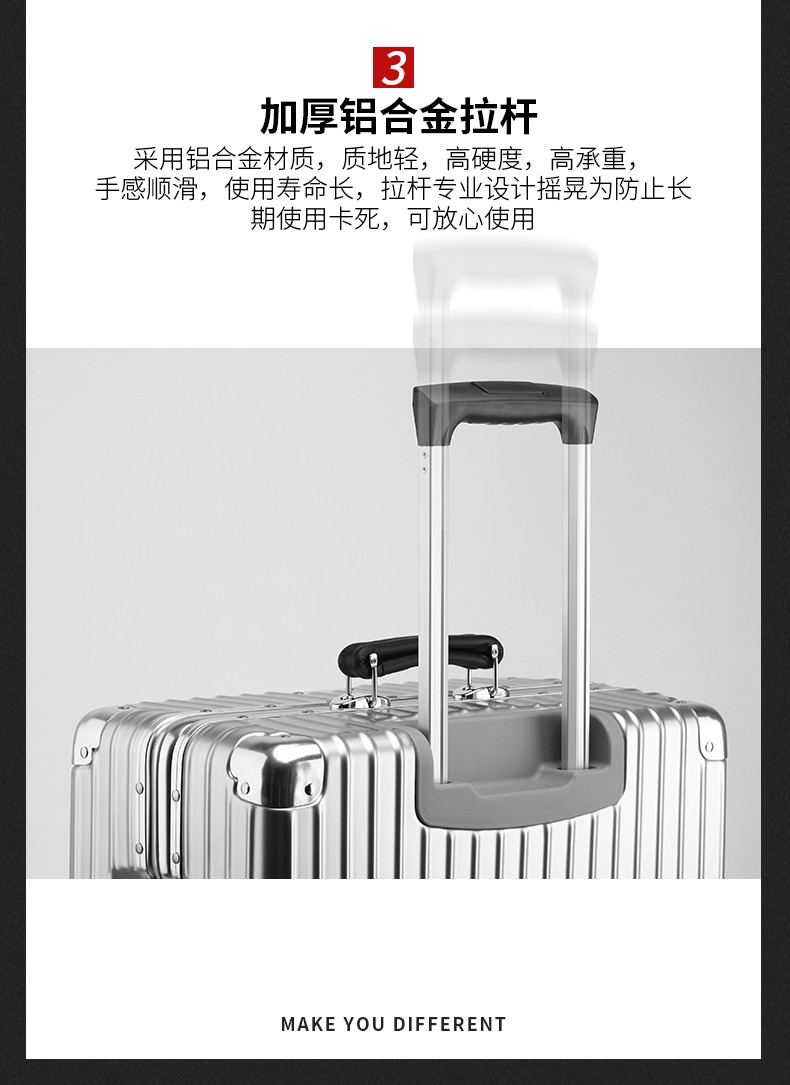 3
加厚铝合金拉杆
采用铝合金材质，质地轻，高硬度，高承重，
手感顺滑，使用寿命长，拉杆专业设计摇晃为防止长
期使用卡死，可放心使用
MAKE YOU DIFFERENT